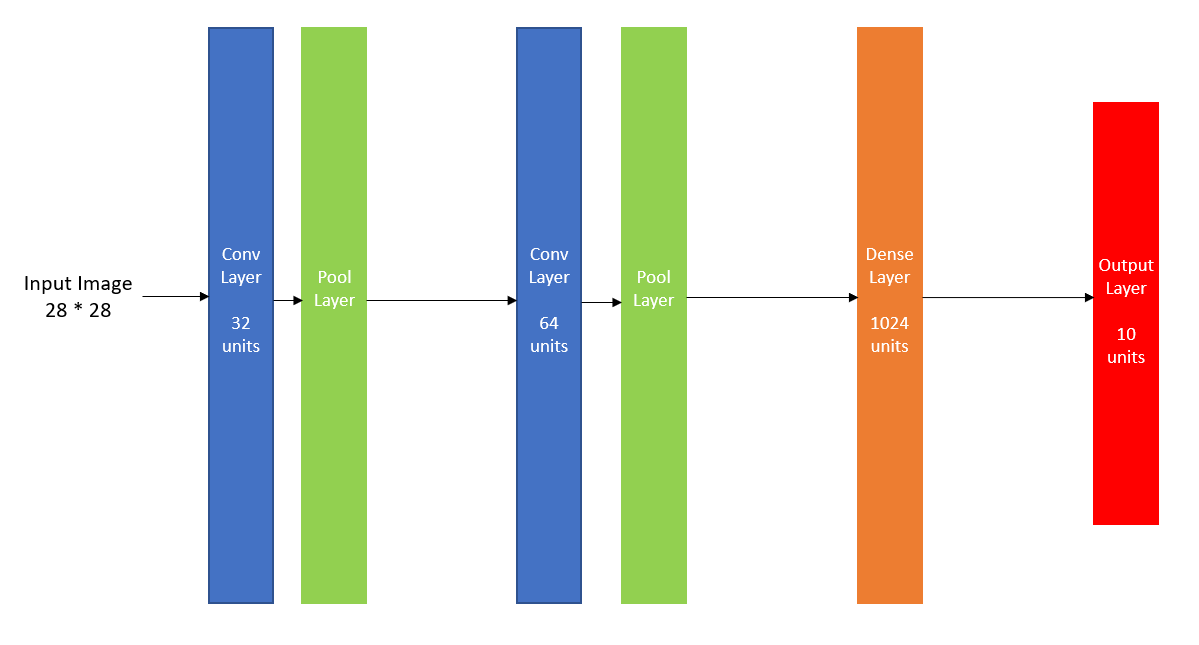 Input Image
28 * 28
Conv
Layer
32
units
Pool
Layer
Conv
Layer
64
units
Pool
Layer
Dense
Layer
1024
units
Output
Layer
10
units